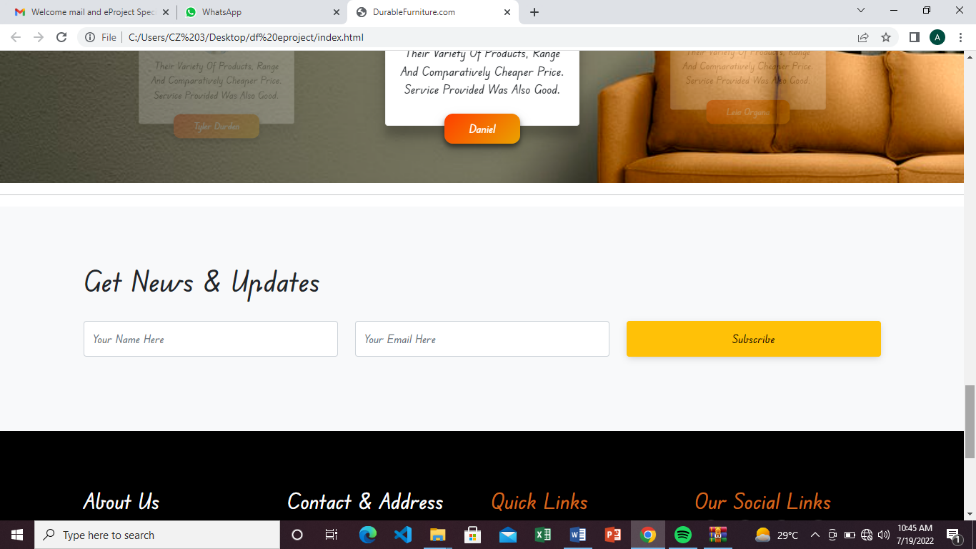 Welcome mail and eProject Spec
WhatsApp
DurableFurniture.com
File
C:/Users/CZ%203/Desktop/df%20eproject/index.html
A
Their Variety Of Products, Range
And Comparatively Cheaper Price.
Service Provided Was Also Good.
Tyler Durden
Their Variety Of Products, Range
And Comparatively Cheaper Price.
Service Provided Was Also Good.
Daniel
Their Variety Of Products, Range
And Comparatively Cheaper Price.
Service Provided Was Also Good.
Get News & Updates
Your Name Here
Your Email Here
Subscribe
About Us
Contact & Address
Quick Links
Our Social Links
Type here to search
29°C
10:45 AM
7/19/2022
1